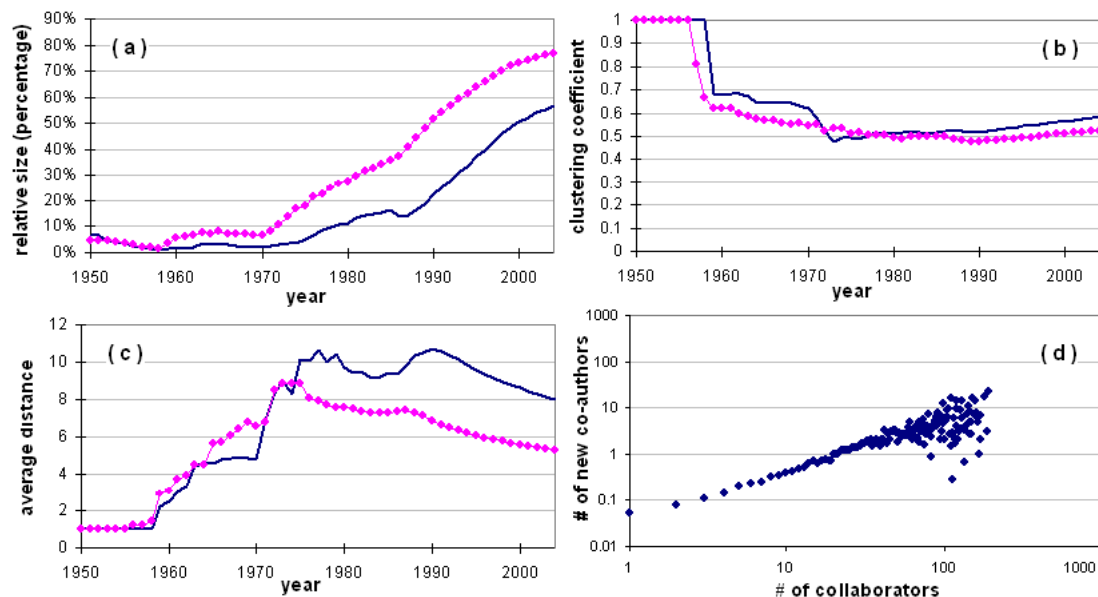 ( a )
relative size (percentage)
90%
80%
70%
60%
50%
40%
30%
20%
10%
0%
1950 1960 1970 1980 1990 2000
year
( b )
clustering coefficient
1
0.9
0.8
0.7
0.6
0.5
0.4
0.3
0.2
0.1
0
1950 1960 1970 1980 1990 2000
year
( c )
average distance
12
10
8
6
4
2
0
1950 1960 1970 1980 1990 2000
year
( d )
# of new co-authors
1000
100
10
1
0.1
0.01
1 10 100 1000
# of collaborators